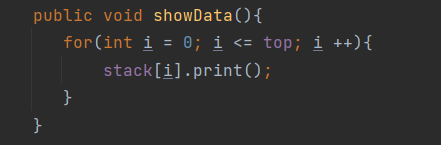 public void showData(){
    for(int i = 0; i <= top; i ++){
        stack[i].print();
    }
}